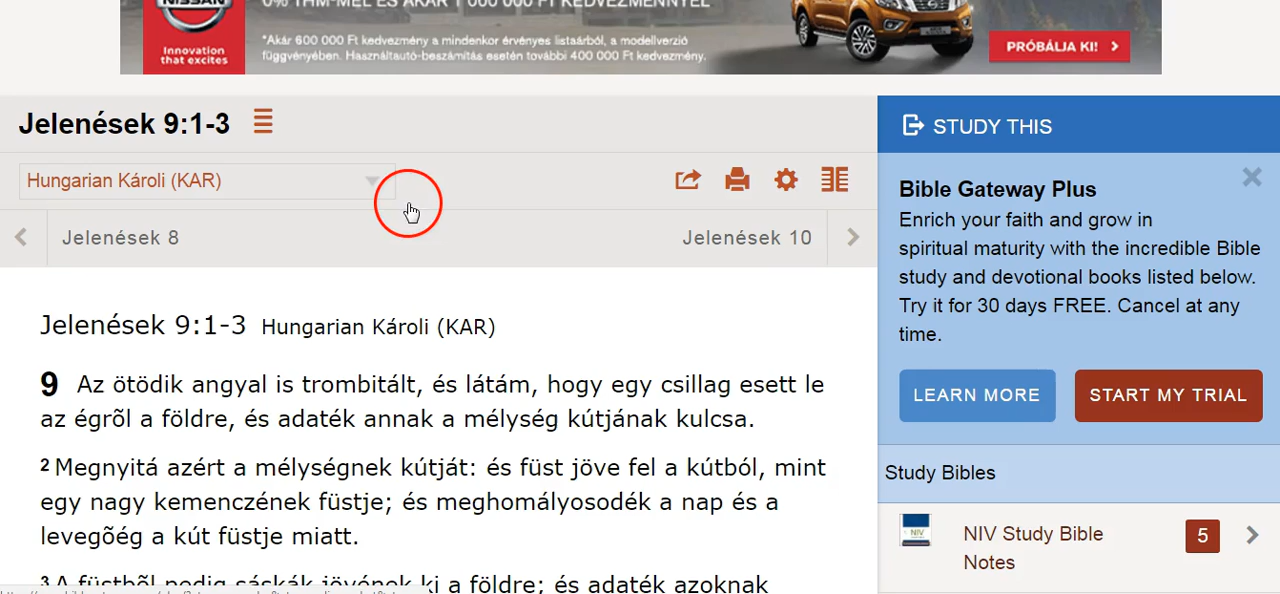 NISSAN
0% THM-MEL ÉS AKÁR 1 000 000 FT KEDVEZMÉNNYEL
Innovation
that excites
*Akár 600 000 Ft kedvezmény a mindenkor érvényes listaárból, a modellverzió
függvényében. Használtautó-beszámítás esetén további 400 000 Ft kedvezmény.
PRÓBÁLJA KI!
Jelenések 9:1-3
STUDY THIS
Hungarian Károli (KAR)
Jelenések 8
Jelenések 10
Bible Gateway Plus
Enrich your faith and grow in
spiritual maturity with the incredible Bible
study and devotional books listed below.
Try it for 30 days FREE. Cancel at any
time.
LEARN MORE
START MY TRIAL
Study Bibles
NIV
NIV Study Bible
Notes
5
Jelenések 9:1-3 Hungarian Károli (KAR)
9 Az ötödik angyal is trombitált, és látám, hogy egy csillag esett le
az égrõl a földre, és adaték annak a mélység kútjának kulcsa.
2 Megnyitá azért a mélységnek kútját: és füst jöve fel a kútból, mint
egy nagy kemenczének füstje; és meghomályosodék a nap és a
levegõég a kút füstje miatt.
3 A füstbõl pedig sáskák jövének ki a földre; és adaték azoknak